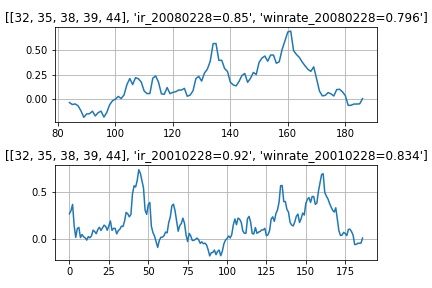 [[32, 35, 38, 39, 44], 'ir_20080228=0.85', 'winrate_20080228=0.796']
0.50
0.25
0.00
80 100 120 140 160 180
[[32, 35, 38, 39, 44], 'ir_20010228=0.92', 'winrate_20010228=0.834']
0.5
0.0
0 25 50 75 100 125 150 175